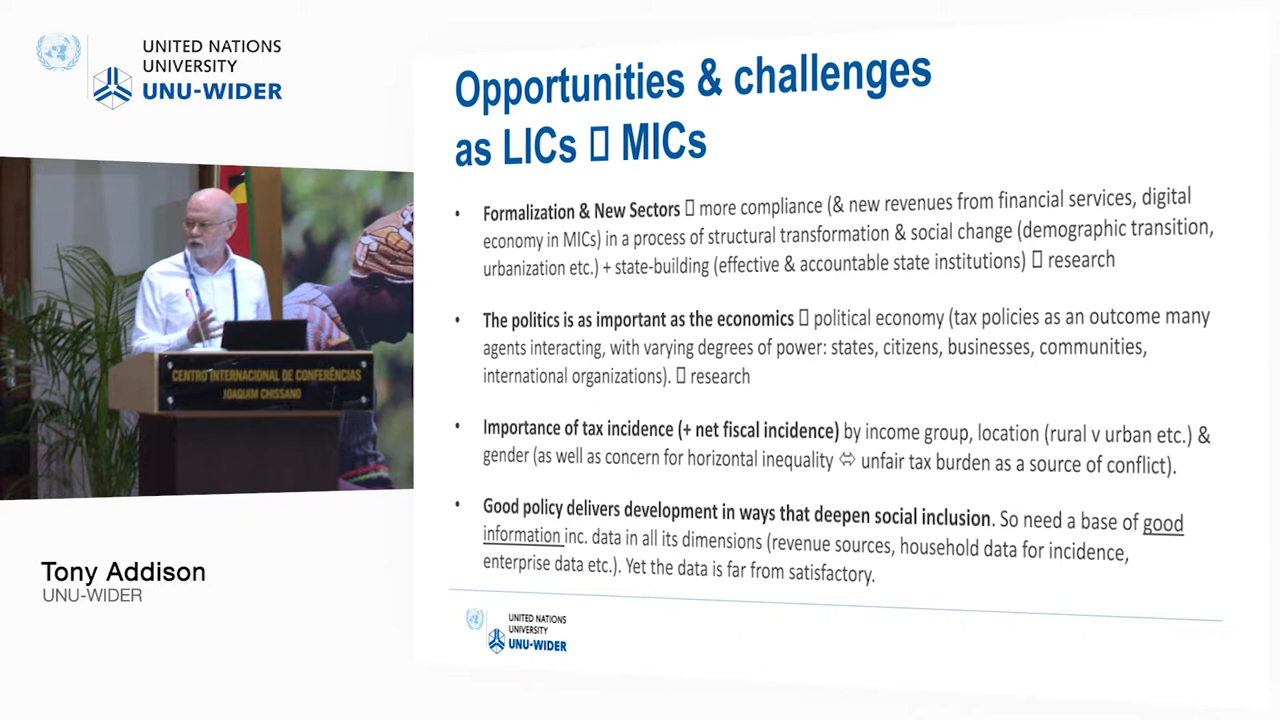 UNITED NATIONS
UNIVERSITY
UNU-WIDER
CENTRO INTERNACIONAL DE CONFERÊNCIAS
JOAQUIM CHISSANO
Tony Addison
UNU-WIDER
Opportunities & challenges
as LICs ▯ MICs
• Formalization & New Sectors ▯ more compliance (& new revenues from financial services, digital
economy in MICs) in a process of structural transformation & social change (demographic transition,
urbanization etc.) + state-building (effective & accountable state institutions) ▯ research
• The politics is as important as the economics ▯ political economy (tax policies as an outcome many
agents interacting, with varying degrees of power: states, citizens, businesses, communities,
international organizations). ▯ research
• Importance of tax incidence (+ net fiscal incidence) by income group, location (rural v urban etc.) &
gender (as well as concern for horizontal inequality ⇔ unfair tax burden as a source of conflict).
• Good policy delivers development in ways that deepen social inclusion. So need a base of good
information inc. data in all its dimensions (revenue sources, household data for incidence,
enterprise data etc.). Yet the data is far from satisfactory.
UNITED NATIONS
UNIVERSITY
UNU-WIDER